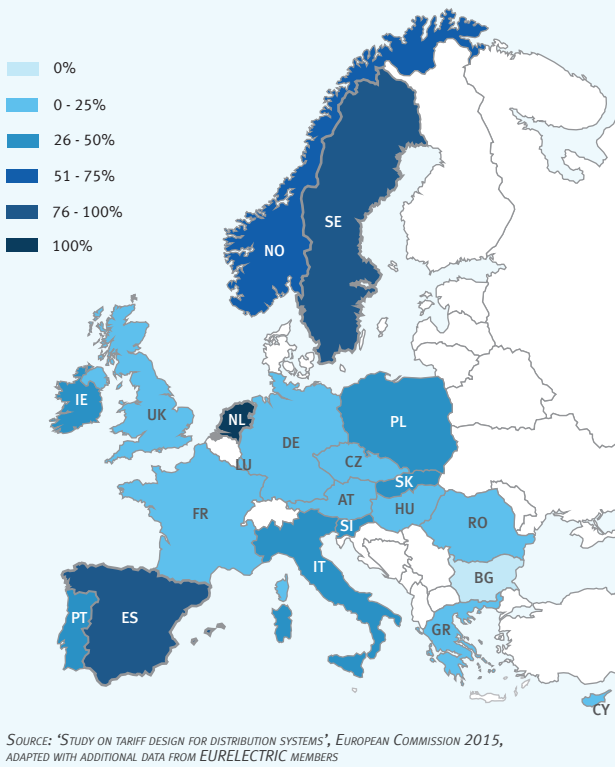 0%
0 - 25%
26 - 50%
51 - 75%
76 - 100%
100%
SE
NO
IE
UK
NL
PL
DE
LU
CZ
SK
AT
HU
FR
SI
RO
IT
BG
PT
ES
GR
CY
SOURCE: ‘STUDY ON TARIFF DESIGN FOR DISTRIBUTION SYSTEMS’, EUROPEAN COMMISSION 2015,
ADAPTED WITH ADDITIONAL DATA FROM EURELECTRIC MEMBERS